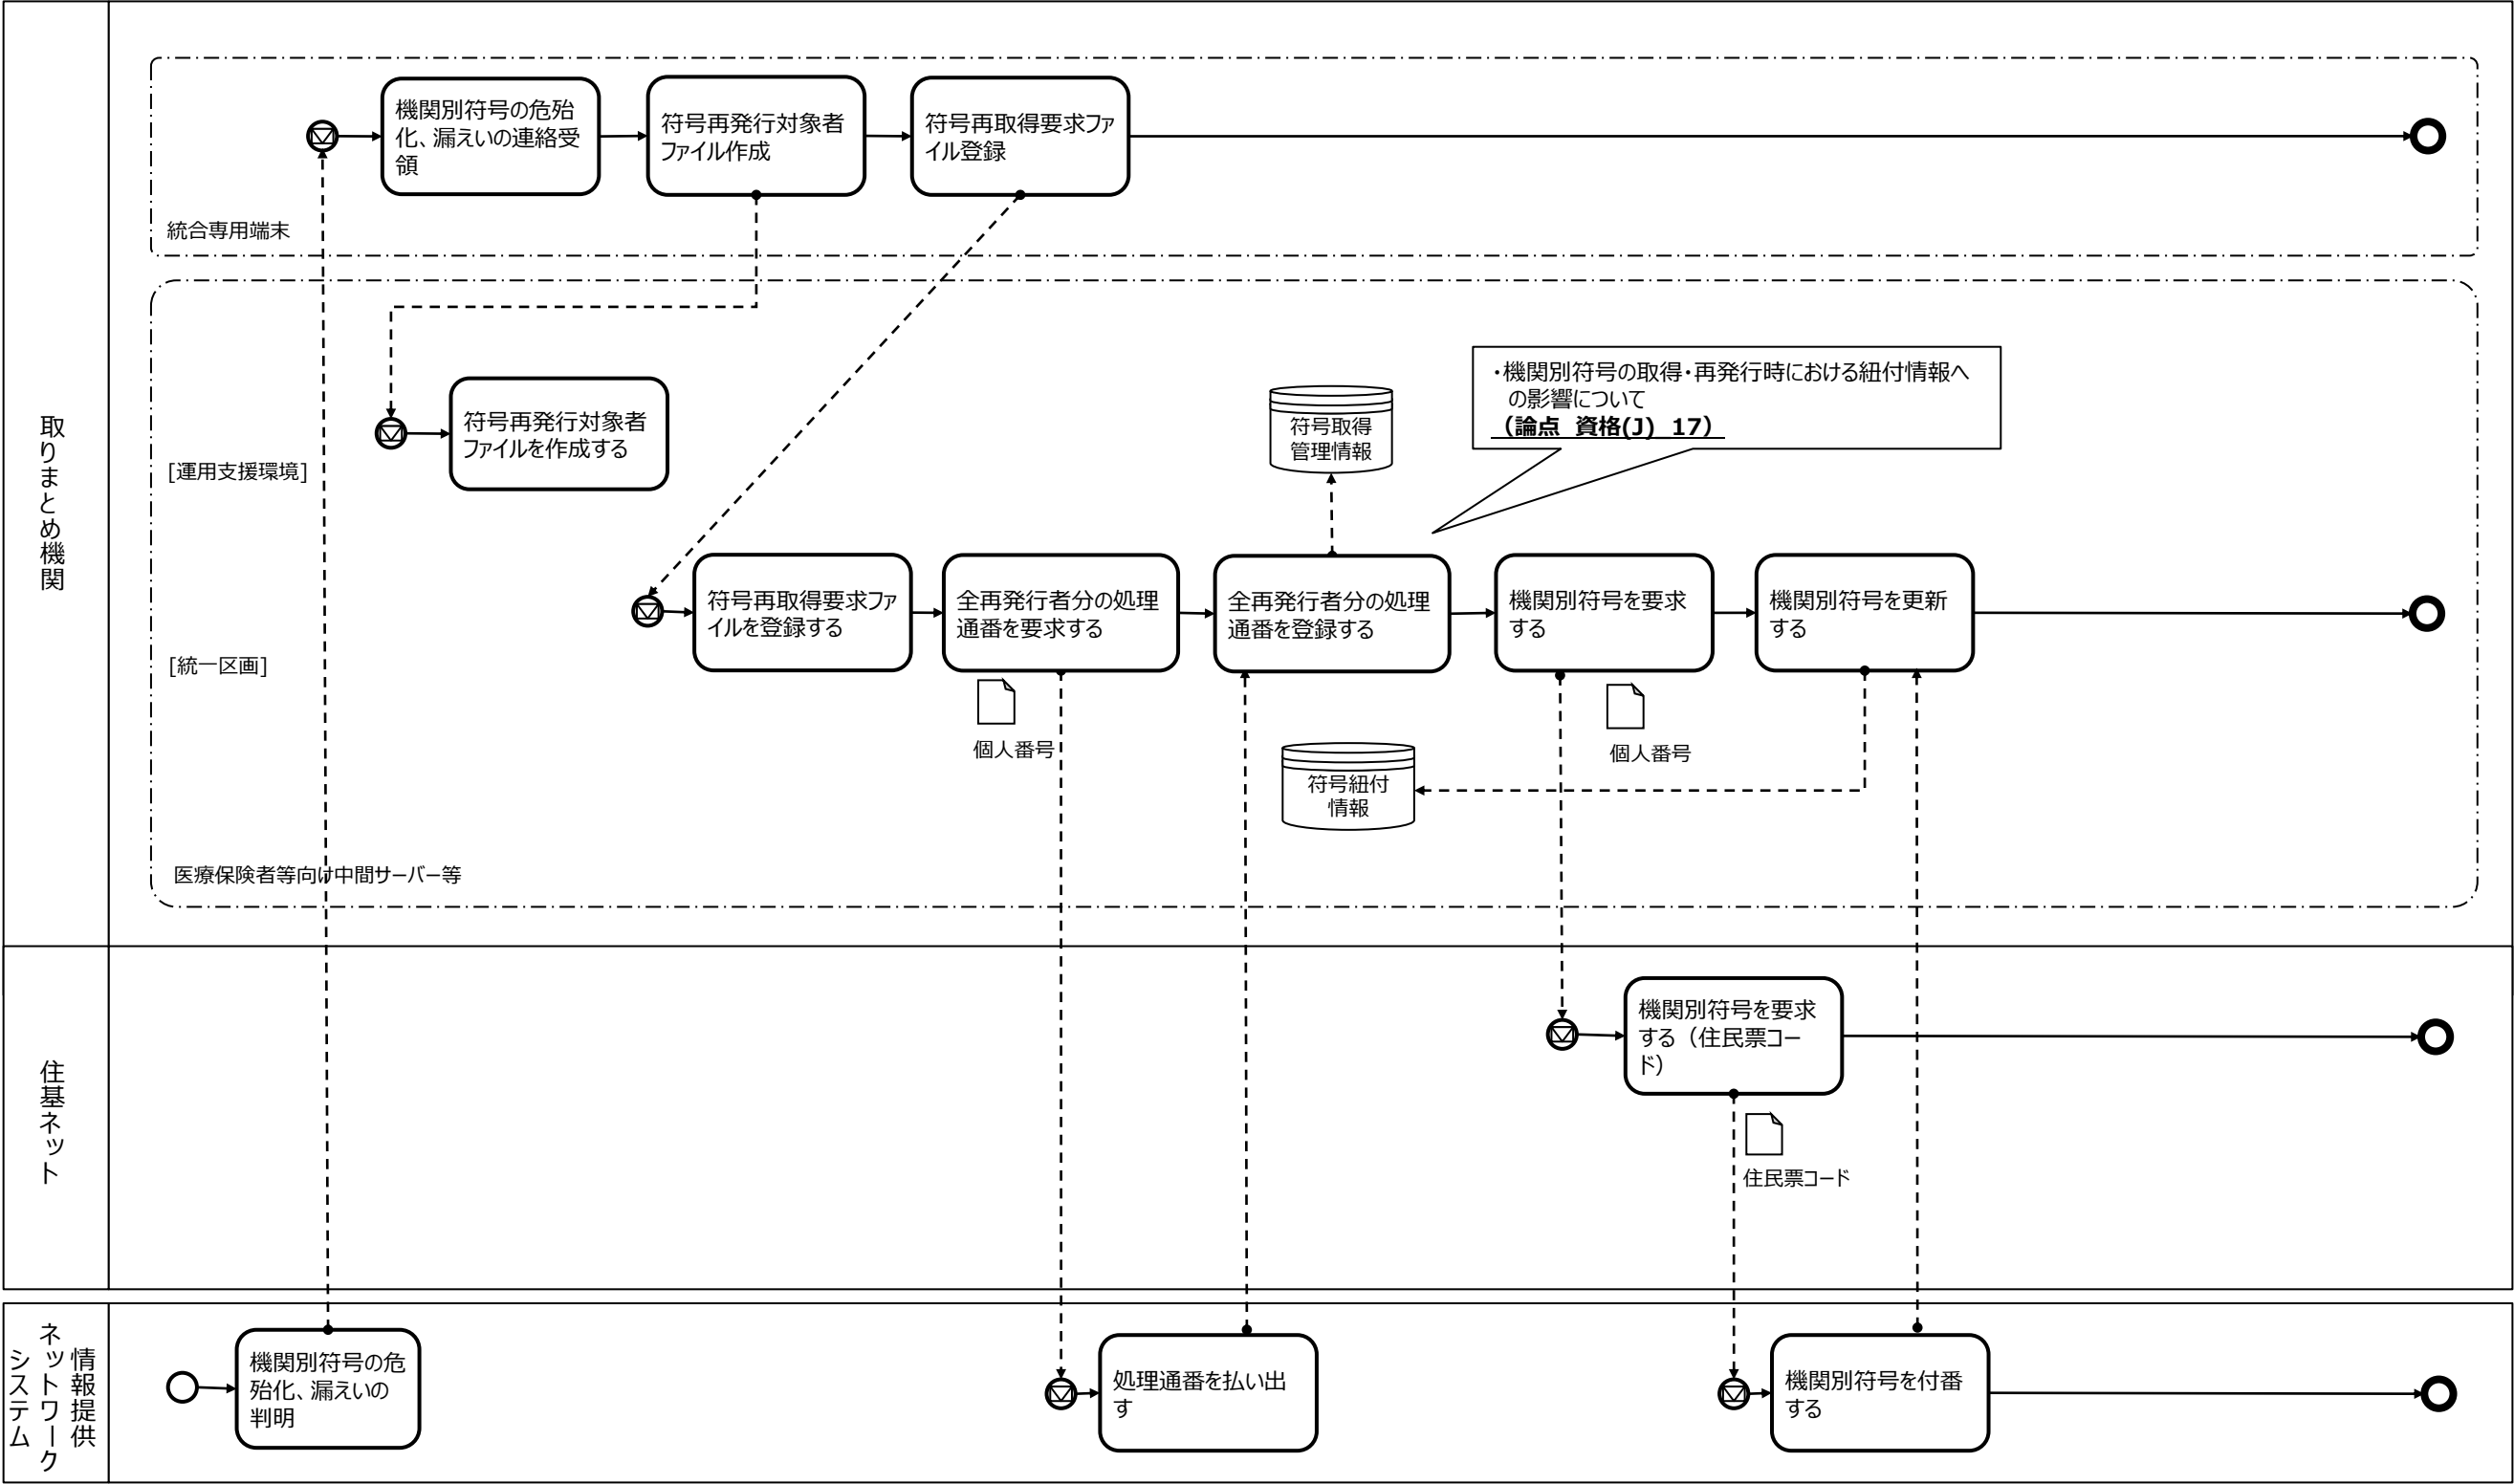 取りまとめ機関
機関別符号の危殆
化、漏えいの連絡受
領
符号再発行対象者
ファイル作成
符号再取得要求ファ
イル登録
統合専用端末
符号再発行対象者
ファイルを作成する
[運用支援環境]
符号取得
管理情報
・機関別符号の取得・再発行時における紐付情報へ
の影響について
（論点 資格(J)_17）
符号再取得要求ファ
イルを登録する
全再発行者分の処理
通番を要求する
全再発行者分の処理
通番を登録する
機関別符号を要求
する
機関別符号を更新
する
[統一区画]
個人番号
個人番号
符号紐付
情報
医療保険者等向け中間サーバー等
住基ネット
機関別符号を要求
する（住民票コー
ド）
住民票コード
情報提供
ネットワーク
システム
機関別符号の危
殆化、漏えいの
判明
処理通番を払い出
す
機関別符号を付番
する